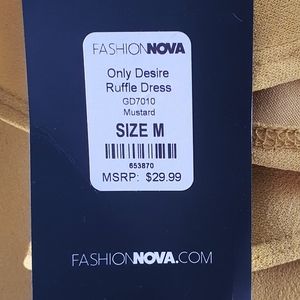 FASHIONNOVA
Only Desire
Ruffle Dress
GD7010
Mustard
SIZE M
653870
MSRP: $29.99
FASHIONNOVA.COM